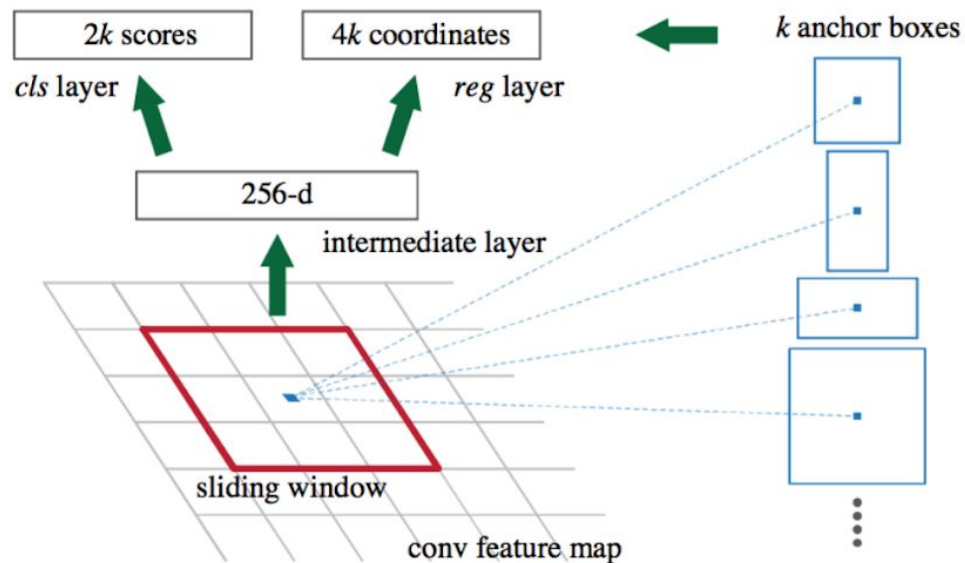 2k scores
4k coordinates
k anchor boxes
cls layer
reg layer
256-d
intermediate layer
sliding window
conv feature map